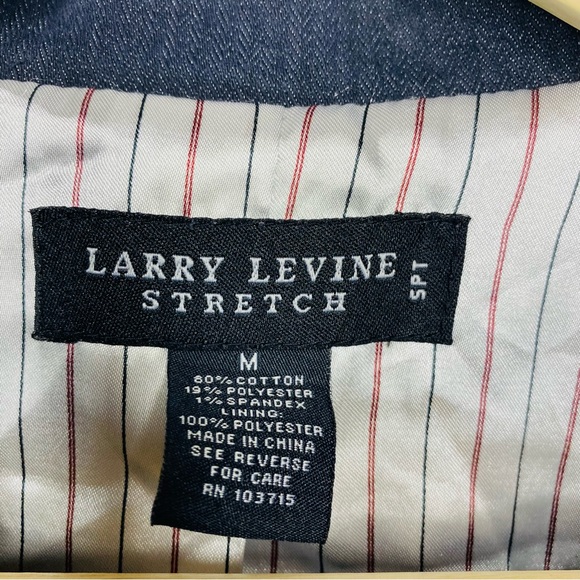 LARRY LEVINE
STRETCH
SPT
M
80% COTTON
19% POLYESTER
1% SPANDEX
LINING:
100% POLYESTER
MADE IN CHINA
SEE REVERSE
FOR CARE
RN 103715